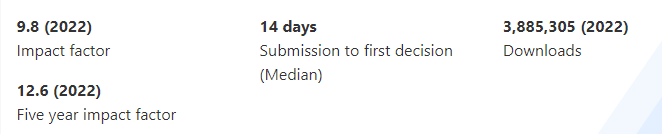 9.8 (2022)
Impact factor
12.6 (2022)
Five year impact factor
14 days
Submission to first decision
(Median)
3,885,305 (2022)
Downloads